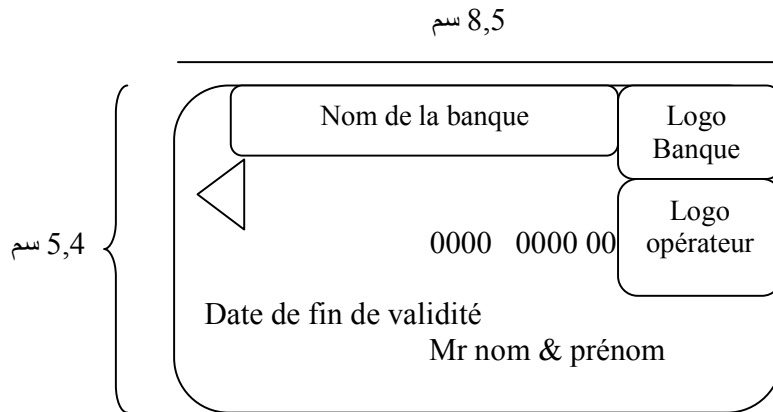 8,5 سم
Nom de la banque
Logo
Banque
5,4 سم
Logo
opérateur
0000 0000 00
Date de fin de validité
Mr nom & prénom